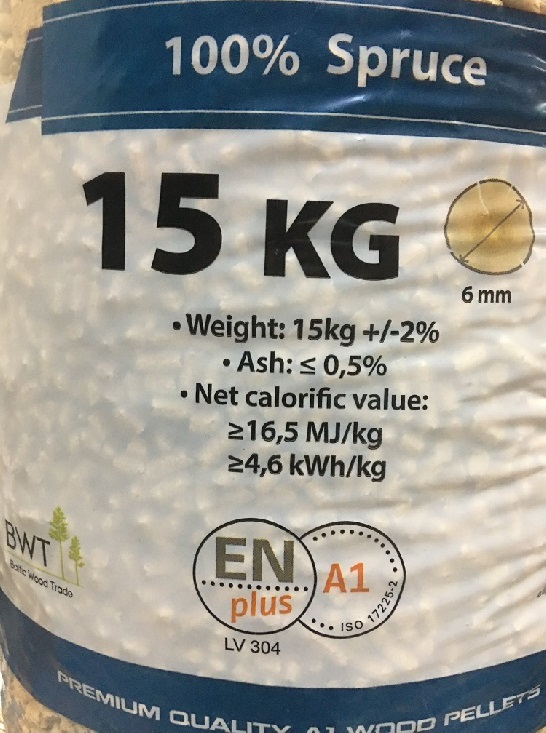 100% Spruce
15 KG
6 mm
• Weight: 15kg +/-2%
• Ash: ≤ 0,5%
• Net calorific value:
≥16,5 MJ/kg
≥4,6 kWh/kg
BWT
Baltic Wood Trade
EN
plus
A1
ISO 17225-2
LV 304
PREMIUM QUALITY A1 WOOD PELLETS